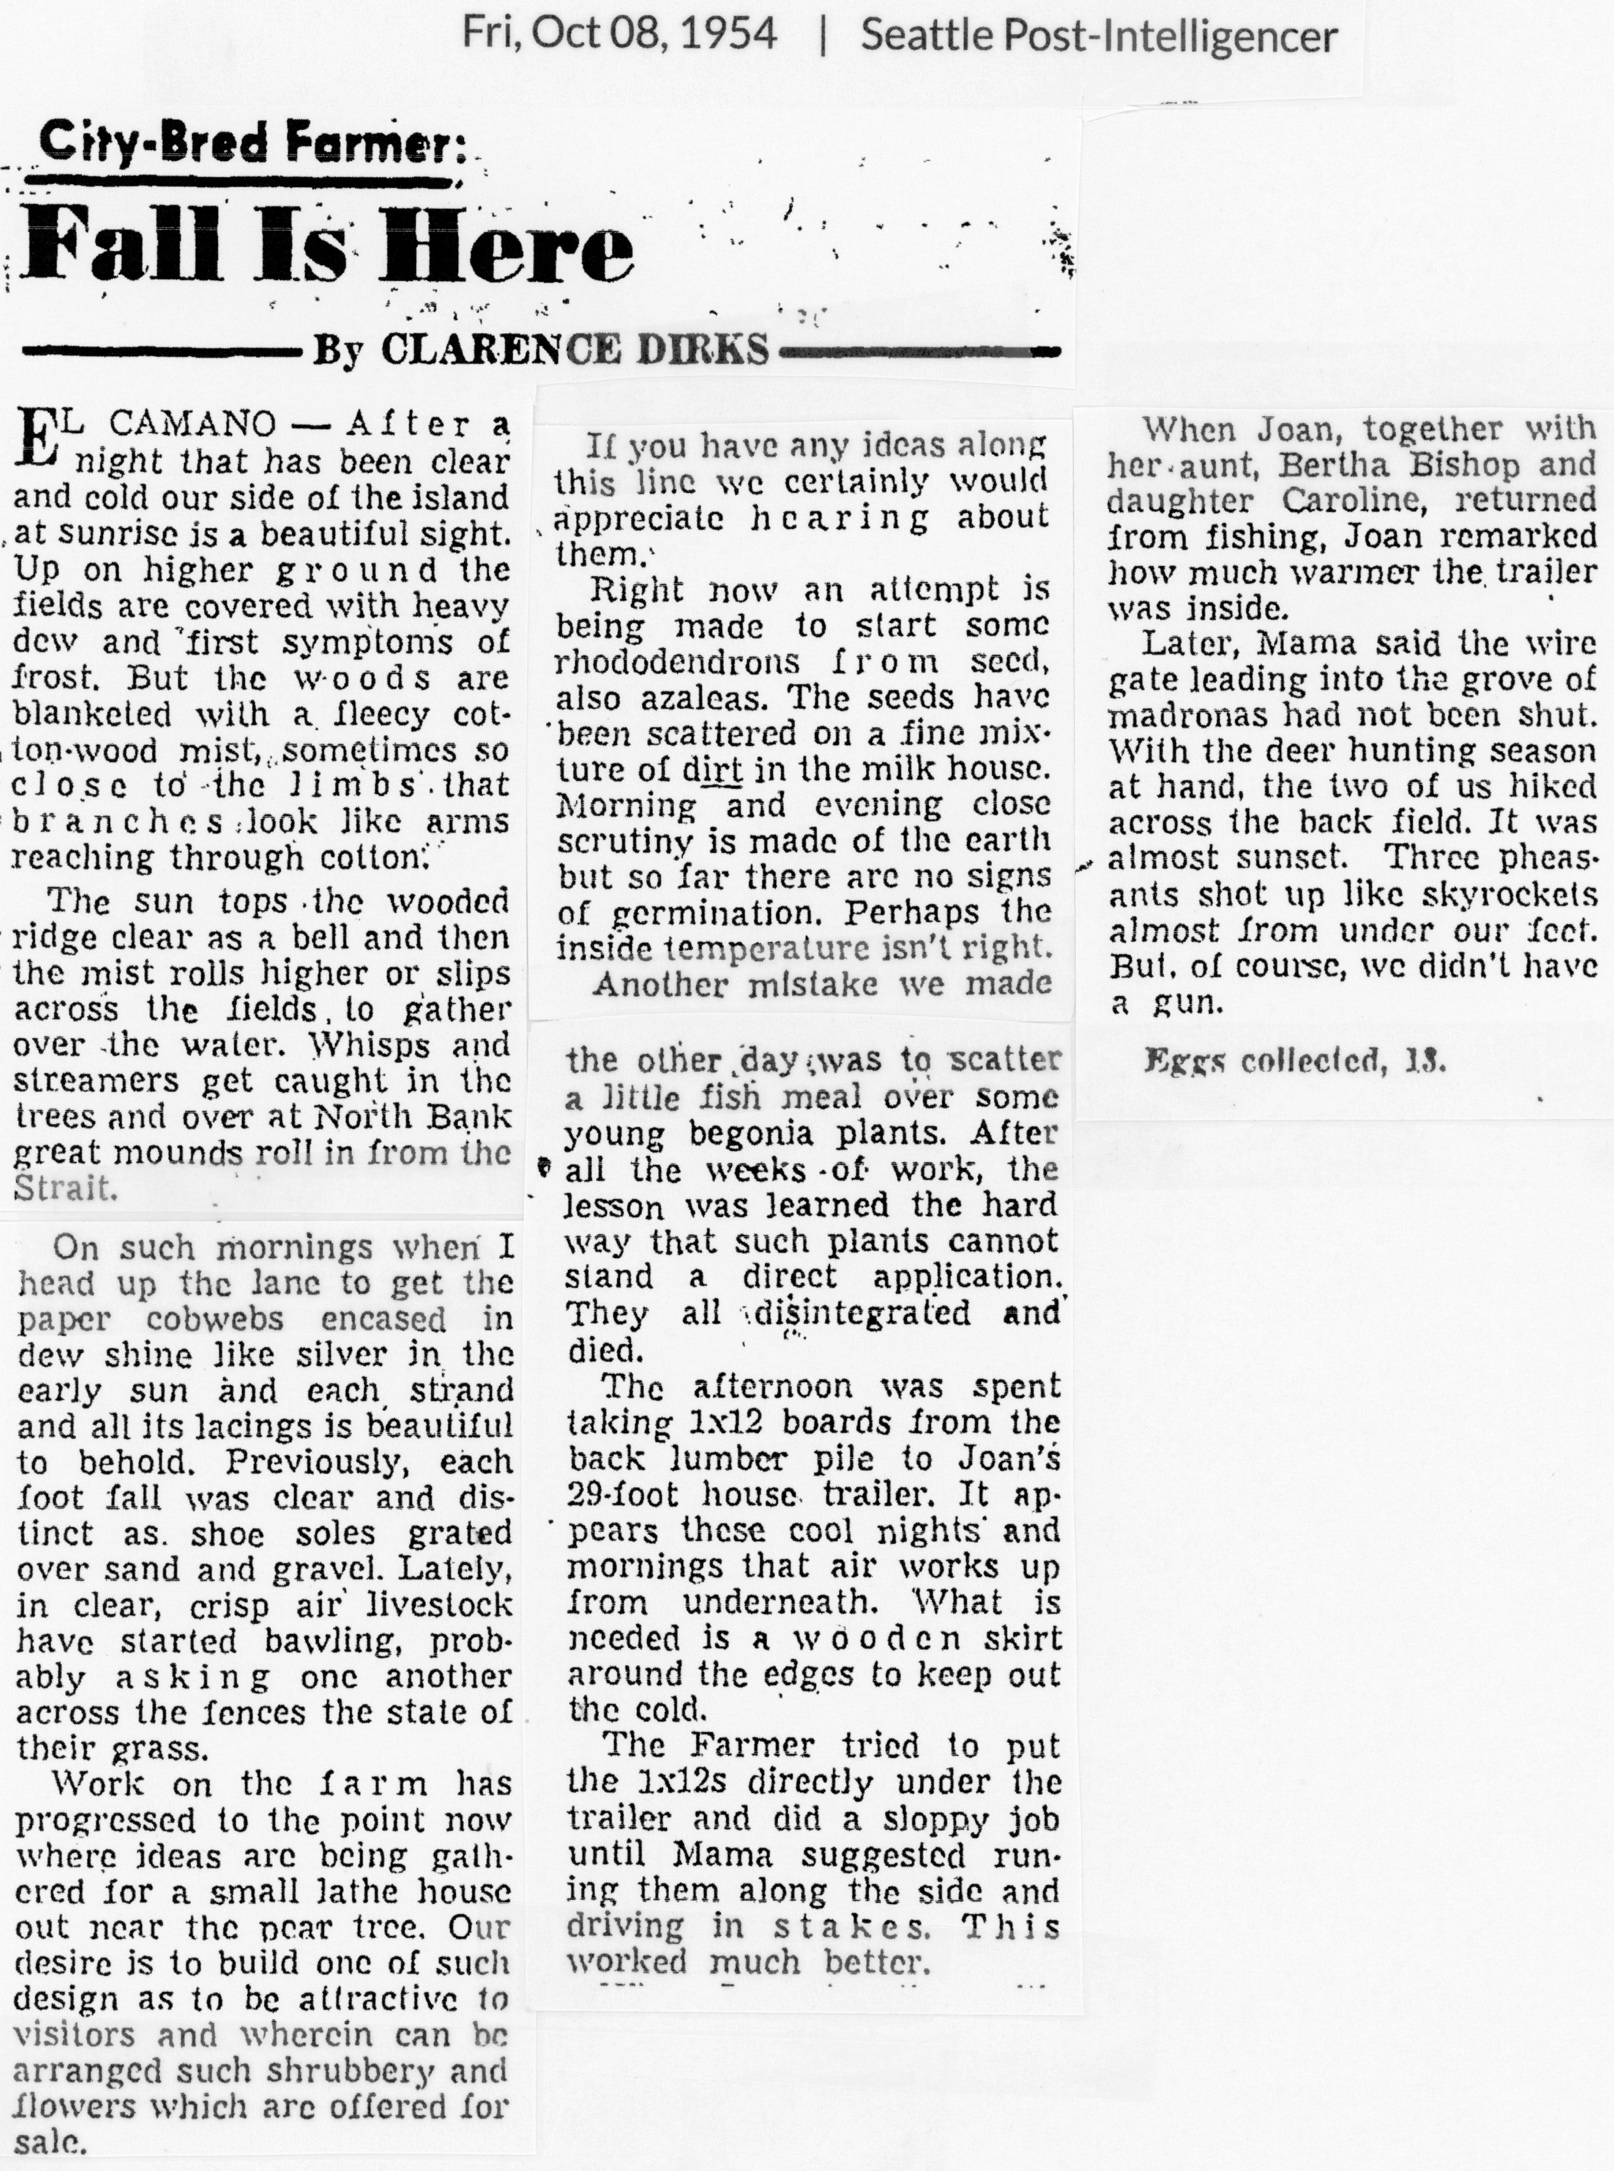 Fri, Oct 08, 1954 | Seattle Post-Intelligencer
City-Bred Farmer:
Fall Is Here
By CLARENCE DIRKS
EL CAMANO — After a
night that has been clear
and cold our side of the island
at sunrise is a beautiful sight.
Up on higher ground the
fields are covered with heavy
dew and first symptoms of
frost. But the woods are
blanketed with a fleecy cot-
ton-wood mist, sometimes so
close to the limbs that
branches look like arms
reaching through cotton.
The sun tops the wooded
ridge clear as a bell and then
the mist rolls higher or slips
across the fields to gather
over the water. Whisps and
streamers get caught in the
trees and over at North Bank
great mounds roll in from the
Strait.
On such mornings when I
head up the lane to get the
paper cobwebs encased in
dew shine like silver in the
early sun and each strand
and all its lacings is beautiful
to behold. Previously, each
foot fall was clear and dis-
tinct as shoe soles grated
over sand and gravel. Lately,
in clear, crisp air livestock
have started bawling, prob-
ably asking one another
across the fences the state of
their grass.
Work on the farm has
progressed to the point now
where ideas are being gath-
ered for a small lathe house
out near the pear tree. Our
desire is to build one of such
design as to be attractive to
visitors and wherein can be
arranged such shrubbery and
flowers which are offered for
sale.
If you have any ideas along
this line we certainly would
appreciate hearing about
them.
Right now an attempt is
being made to start some
rhododendrons from seed,
also azaleas. The seeds have
been scattered on a fine mix-
ture of dirt in the milk house.
Morning and evening close
scrutiny is made of the earth
but so far there are no signs
of germination. Perhaps the
inside temperature isn't right.
Another mistake we made
the other day was to scatter
a little fish meal over some
young begonia plants. After
all the weeks of work, the
lesson was learned the hard
way that such plants cannot
stand a direct application.
They all disintegrated and
died.
The afternoon was spent
taking 1x12 boards from the
back lumber pile to Joan's
29-foot house trailer. It ap-
pears these cool nights and
mornings that air works up
from underneath. What is
needed is a wooden skirt
around the edges to keep out
the cold.
The Farmer tried to put
the 1x12s directly under the
trailer and did a sloppy job
until Mama suggested run-
ing them along the side and
driving in stakes. This
worked much better.
When Joan, together with
her aunt, Bertha Bishop and
daughter Caroline, returned
from fishing, Joan remarked
how much warmer the trailer
was inside.
Later, Mama said the wire
gate leading into the grove of
madronas had not been shut.
With the deer hunting season
at hand, the two of us hiked
across the back field. It was
almost sunset. Three pheas-
ants shot up like skyrockets
almost from under our feet.
But, of course, we didn't have
a gun.
Eggs collected, 13.